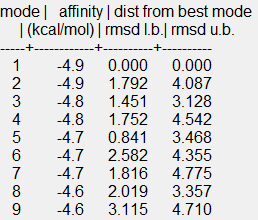 mode | affinity | dist from best mode
| (kcal/mol) | rmsd l.b.| rmsd u.b.
-----+------------+----------+----------
1 -4.9 0.000 0.000
2 -4.9 1.792 4.087
3 -4.8 1.451 3.128
4 -4.8 1.752 4.542
5 -4.7 0.841 3.468
6 -4.7 2.582 4.355
7 -4.7 1.816 4.775
8 -4.6 2.019 3.357
9 -4.6 3.115 4.710